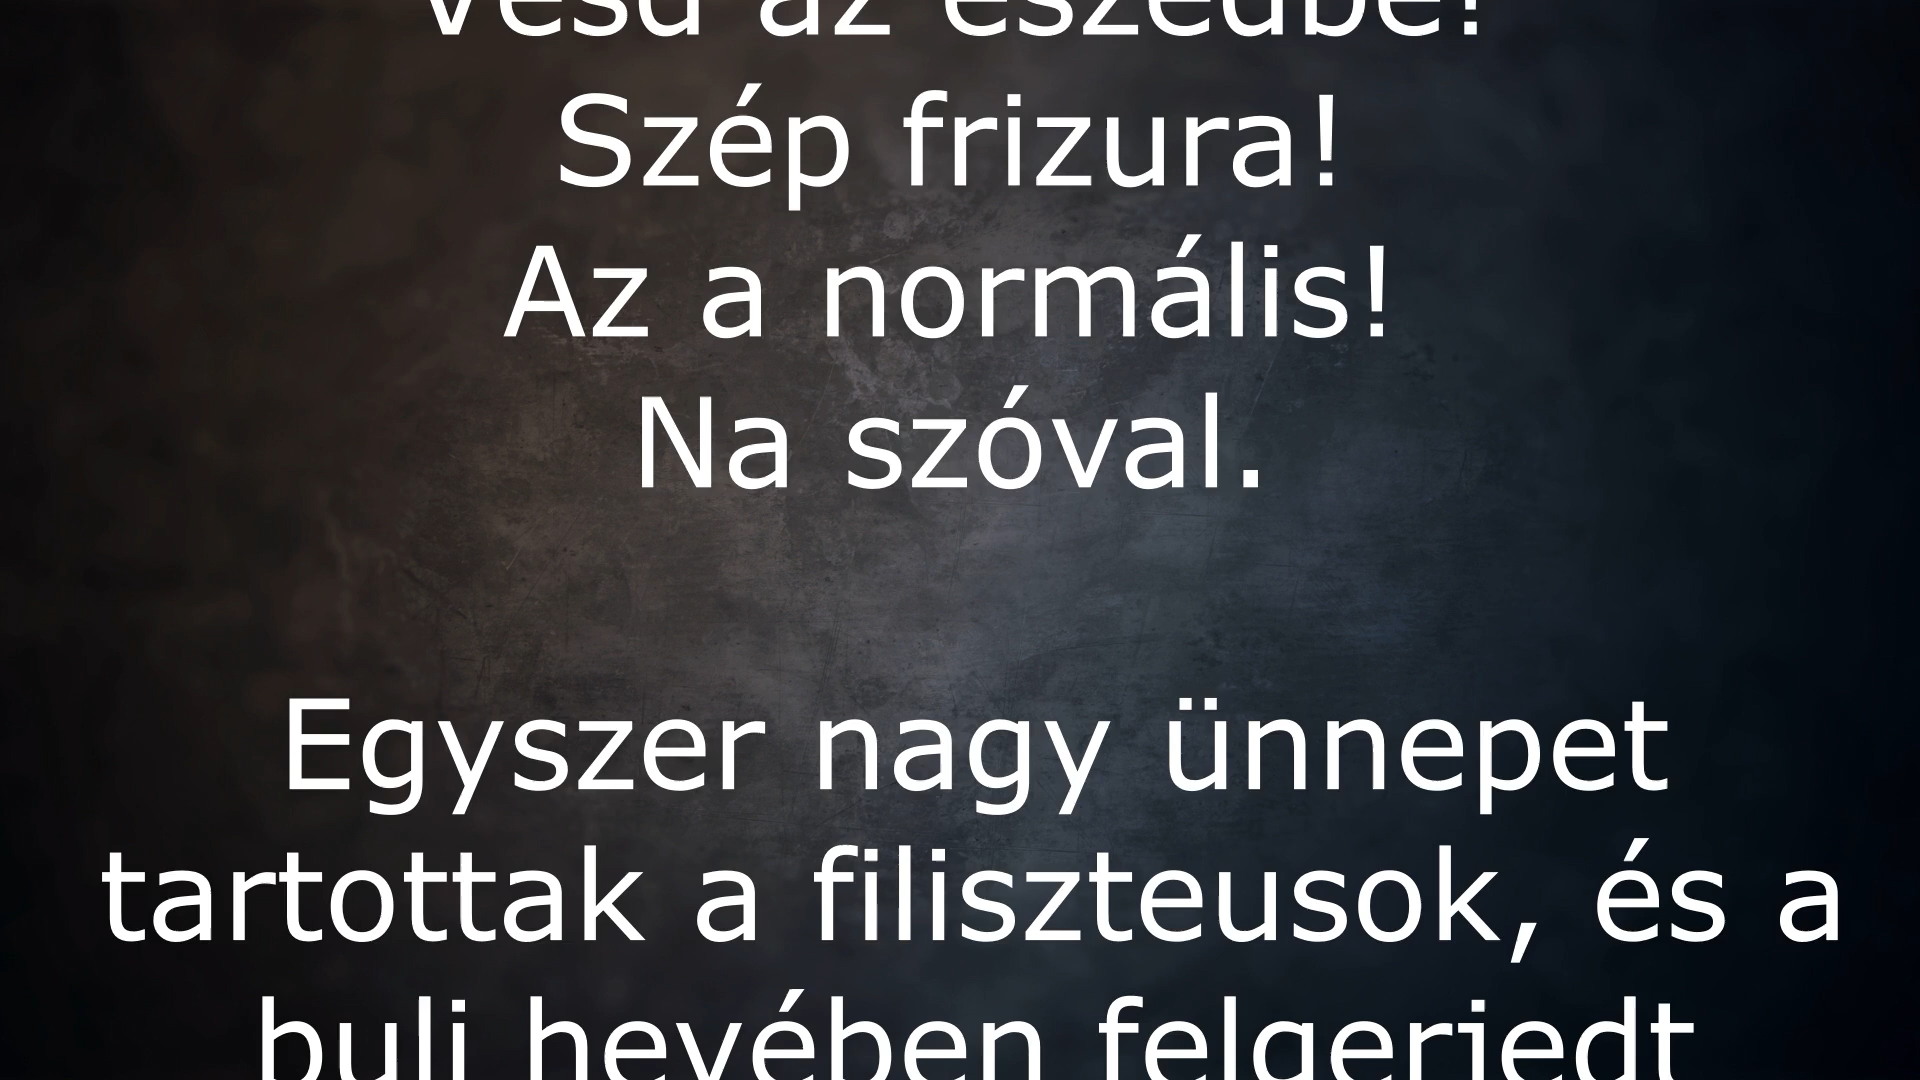 Vésd az eszedbe!
Szép frizura!
Az a normális!
Na szóval.
Egyszer nagy ünnepet
tartottak a filiszteusok, és a
buli hevében felgerjedt